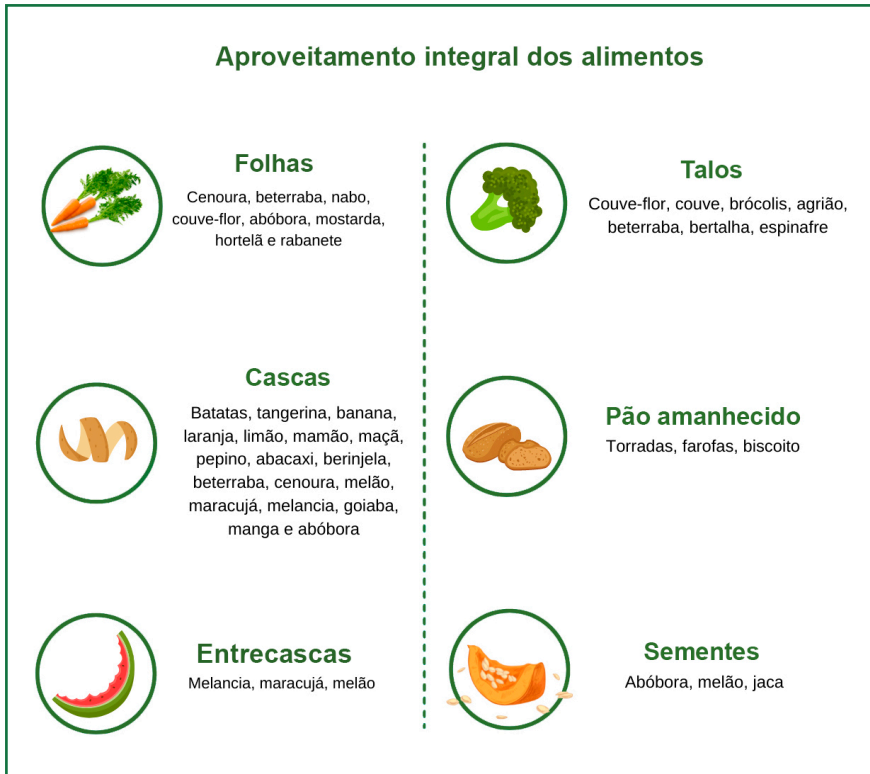 Aproveitamento integral dos alimentos
Folhas
Cenoura, beterraba, nabo,
couve-flor, abóbora, mostarda,
hortelã e rabanete
Cascas
Batatas, tangerina, banana,
laranja, limão, mamão, maçã,
pepino, abacaxi, berinjela,
beterraba, cenoura, melão,
maracujá, melancia, goiaba,
manga e abóbora
Entrecascas
Melancia, maracujá, melão
Talos
Couve-flor, couve, brócolis, agrião,
beterraba, bertalha, espinafre
Pão amanhecido
Torradas, farofas, biscoito
Sementes
Abóbora, melão, jaca